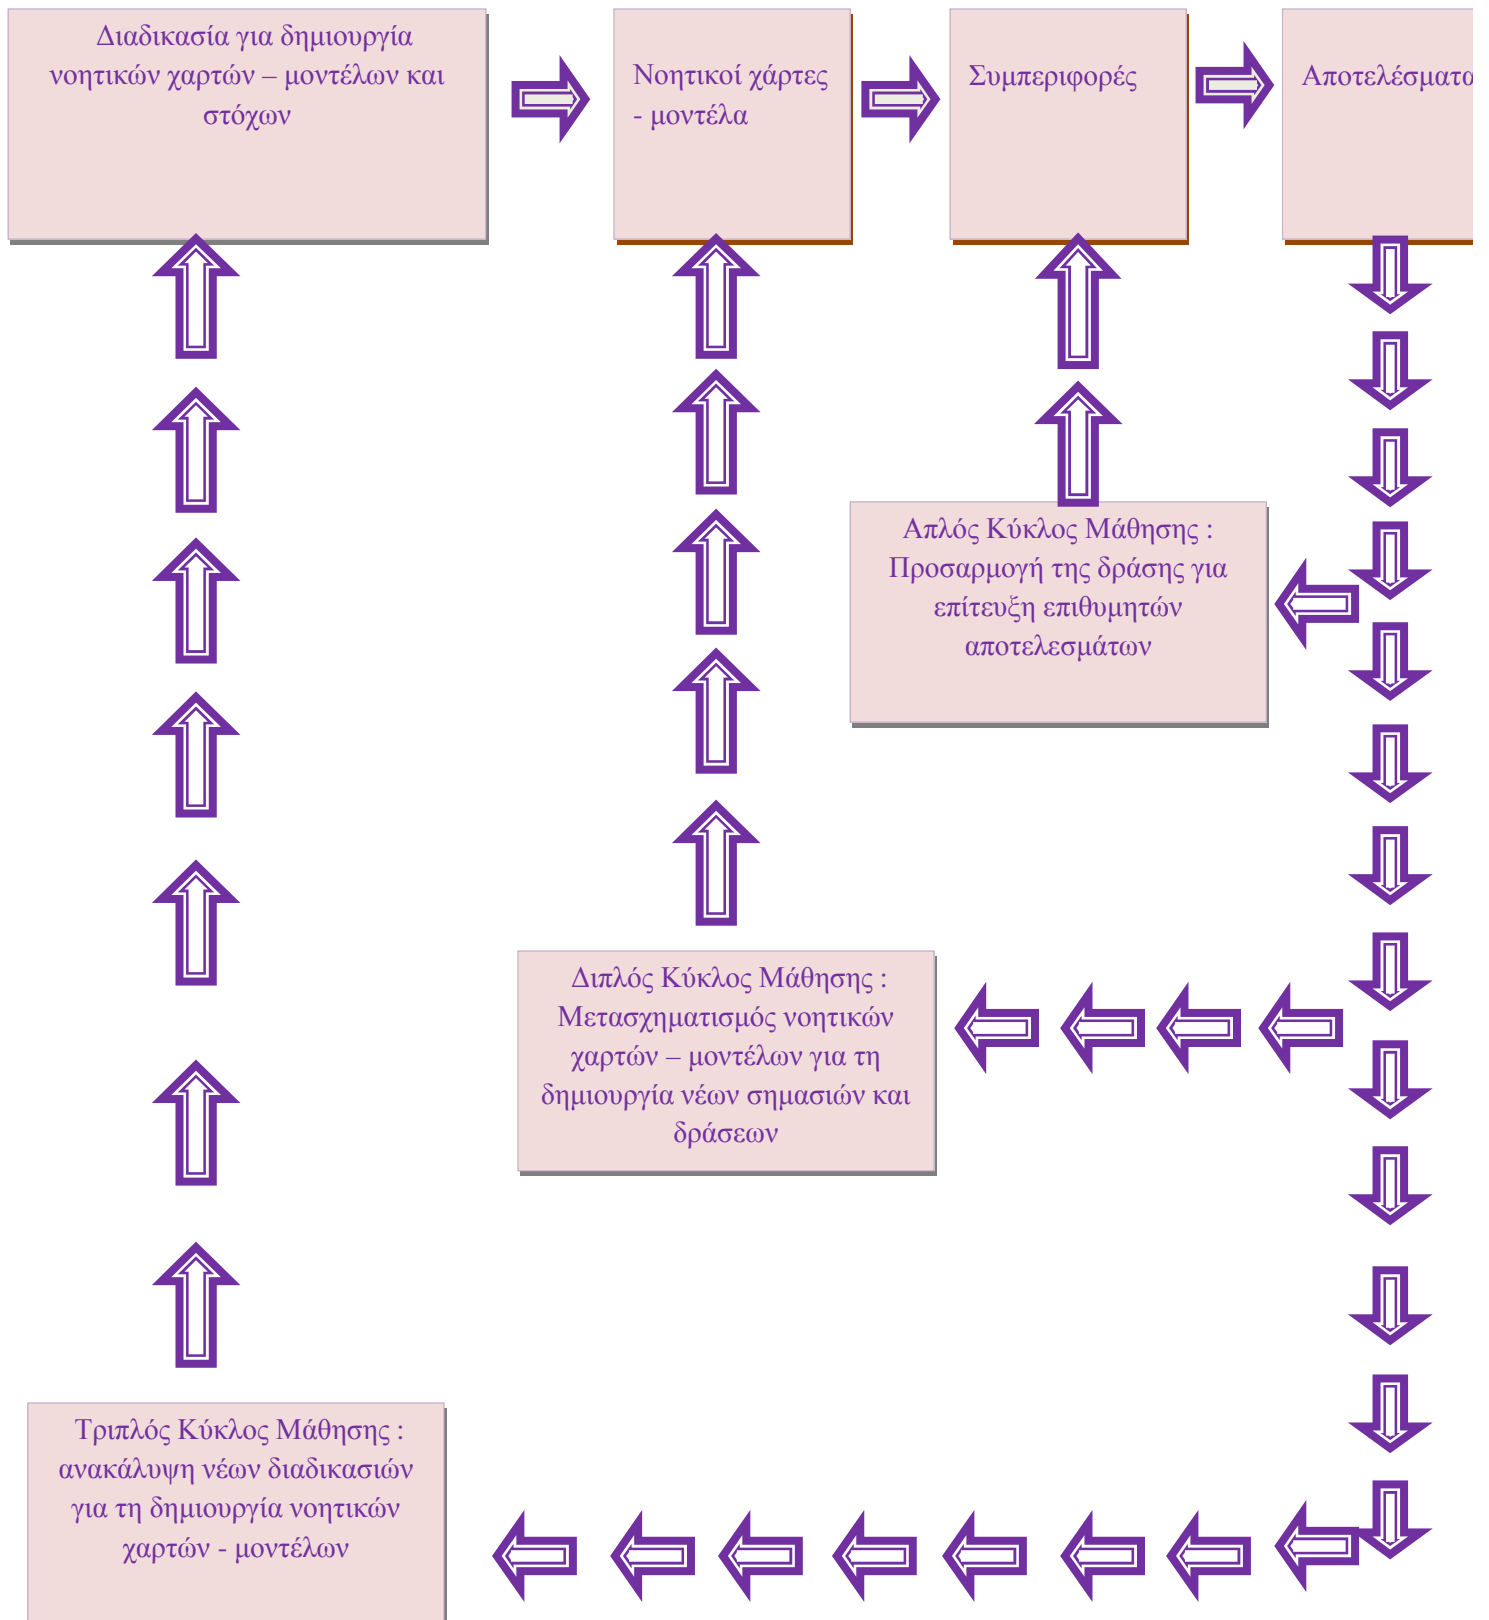 Διαδικασία για δημιουργία
νοητικών χαρτών – μοντέλων και
στόχων
Νοητικοί χάρτες
- μοντέλα
Συμπεριφορές
Αποτελέσματα
Απλός Κύκλος Μάθησης :
Προσαρμογή της δράσης για
επίτευξη επιθυμητών
αποτελεσμάτων
Διπλός Κύκλος Μάθησης :
Μετασχηματισμός νοητικών
χαρτών – μοντέλων για τη
δημιουργία νέων σημασιών και
δράσεων
Τριπλός Κύκλος Μάθησης :
ανακάλυψη νέων διαδικασιών
για τη δημιουργία νοητικών
χαρτών - μοντέλων